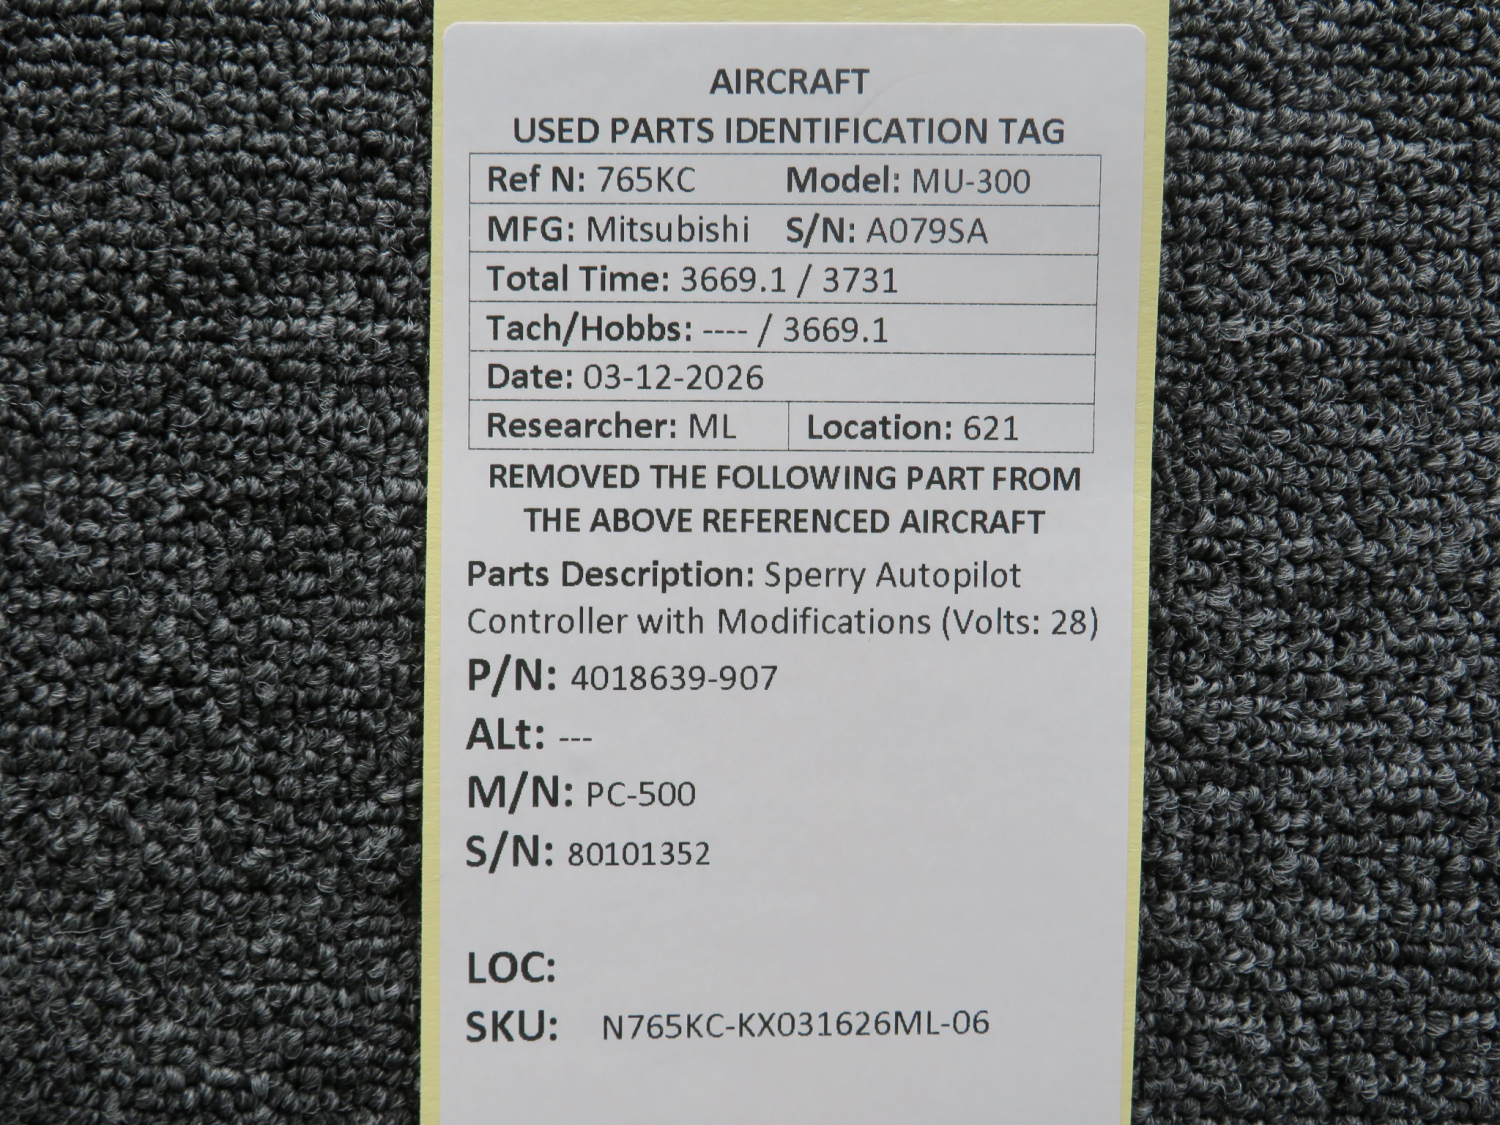 AIRCRAFT
USED PARTS IDENTIFICATION TAG
Ref N: 765KC Model: MU-300
MFG: Mitsubishi S/N: A079SA
Total Time: 3669.1 / 3731
Tach/Hobbs: ---- / 3669.1
Date: 03-12-2026
Researcher: ML Location: 621
REMOVED THE FOLLOWING PART FROM
THE ABOVE REFERENCED AIRCRAFT
Parts Description: Sperry Autopilot
Controller with Modifications (Volts: 28)
P/N: 4018639-907
ALt: ---
M/N: PC-500
S/N: 80101352
LOC:
SKU: N765KC-KX031626ML-06